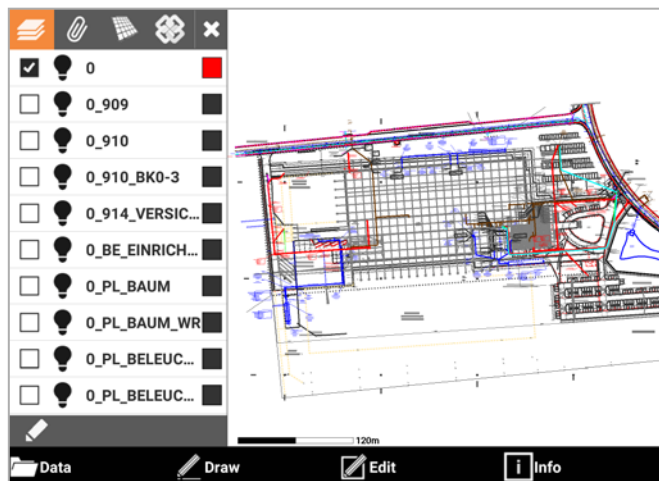 0
0_909
0_910
0_910_BK0-3
0_914_VERSIC...
0_BE_EINRICH...
0_PL_BAUM
0_PL_BAUM_WR
0_PL_BELEUC...
0_PL_BELEUC...
120m
Data Draw Edit Info